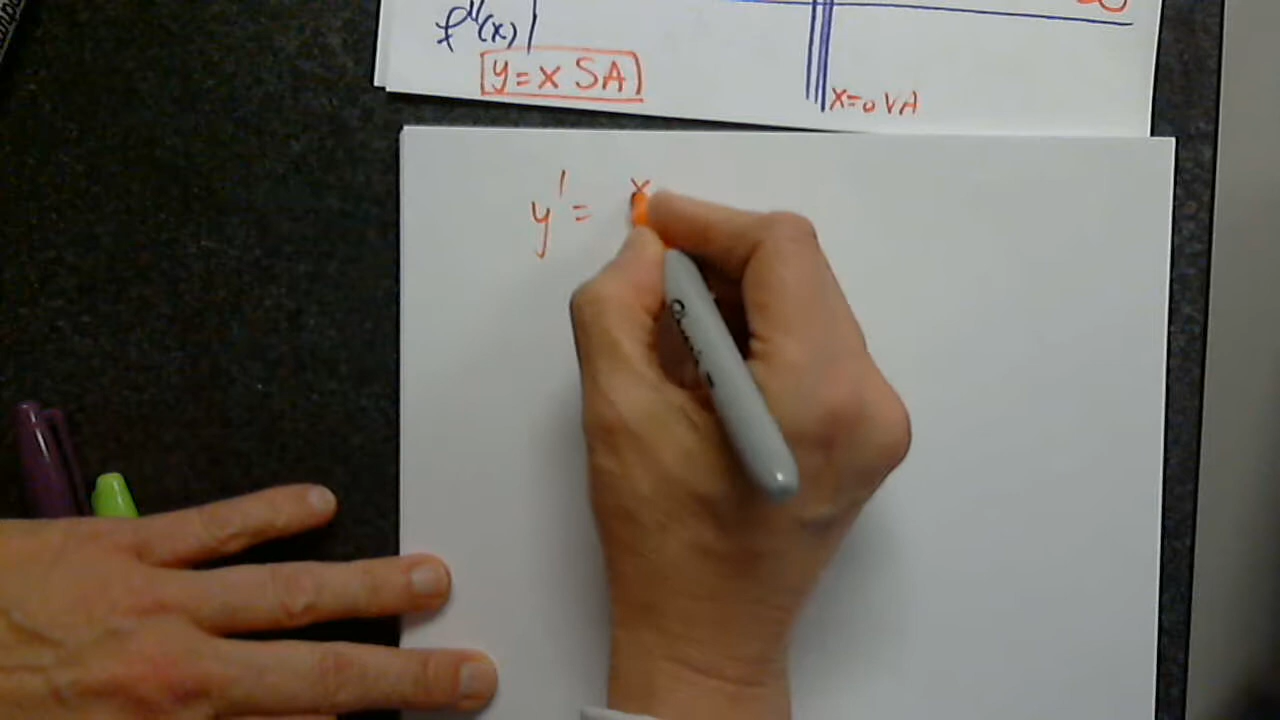 f''(x)
y = x SA
x=0 VA
y' = x